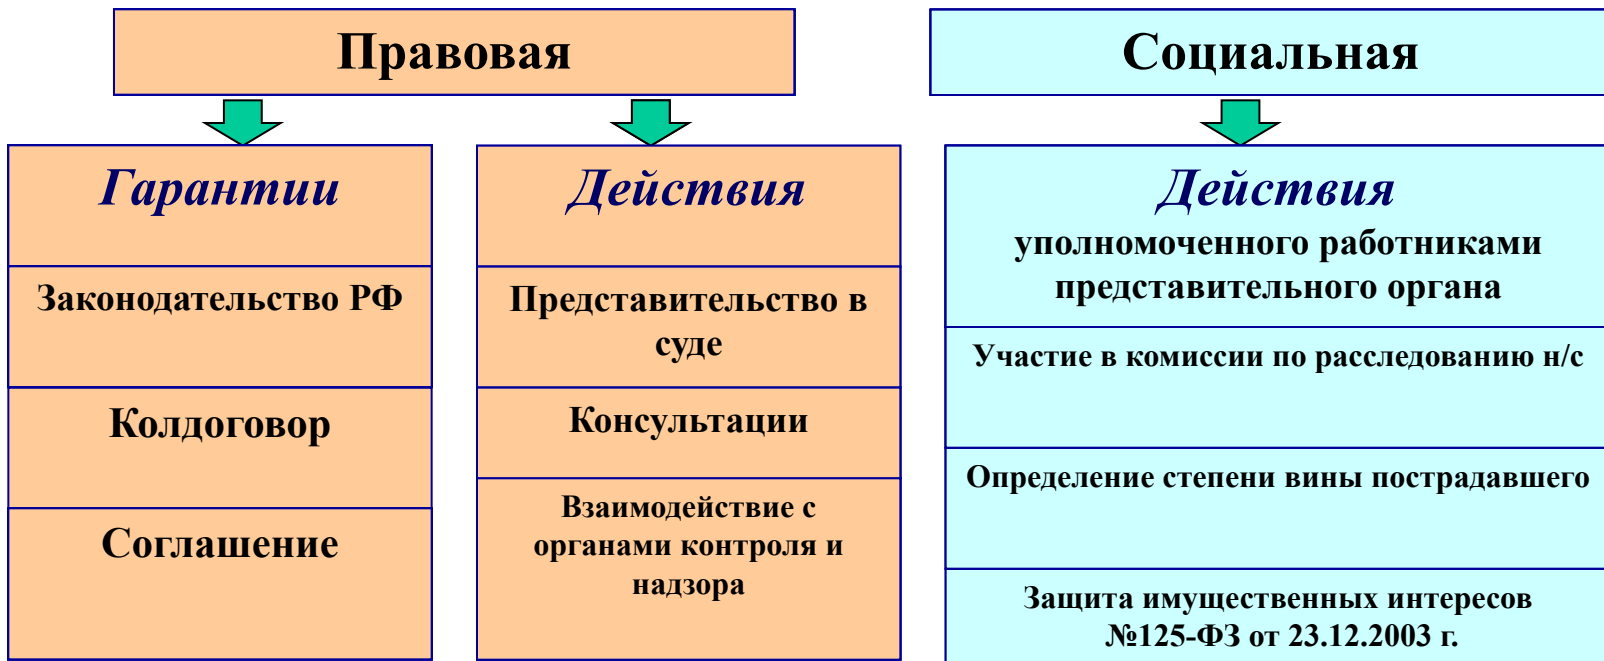 Правовая
Социальная
Гарантии
Законодательство РФ
Колдоговор
Соглашение
Действия
Представительство в
суде
Консультации
Взаимодействие с
органами контроля и
надзора
Действия
уполномоченного работниками
представительного органа
Участие в комиссии по расследованию н/с
Определение степени вины пострадавшего
Защита имущественных интересов
№125-ФЗ от 23.12.2003 г.